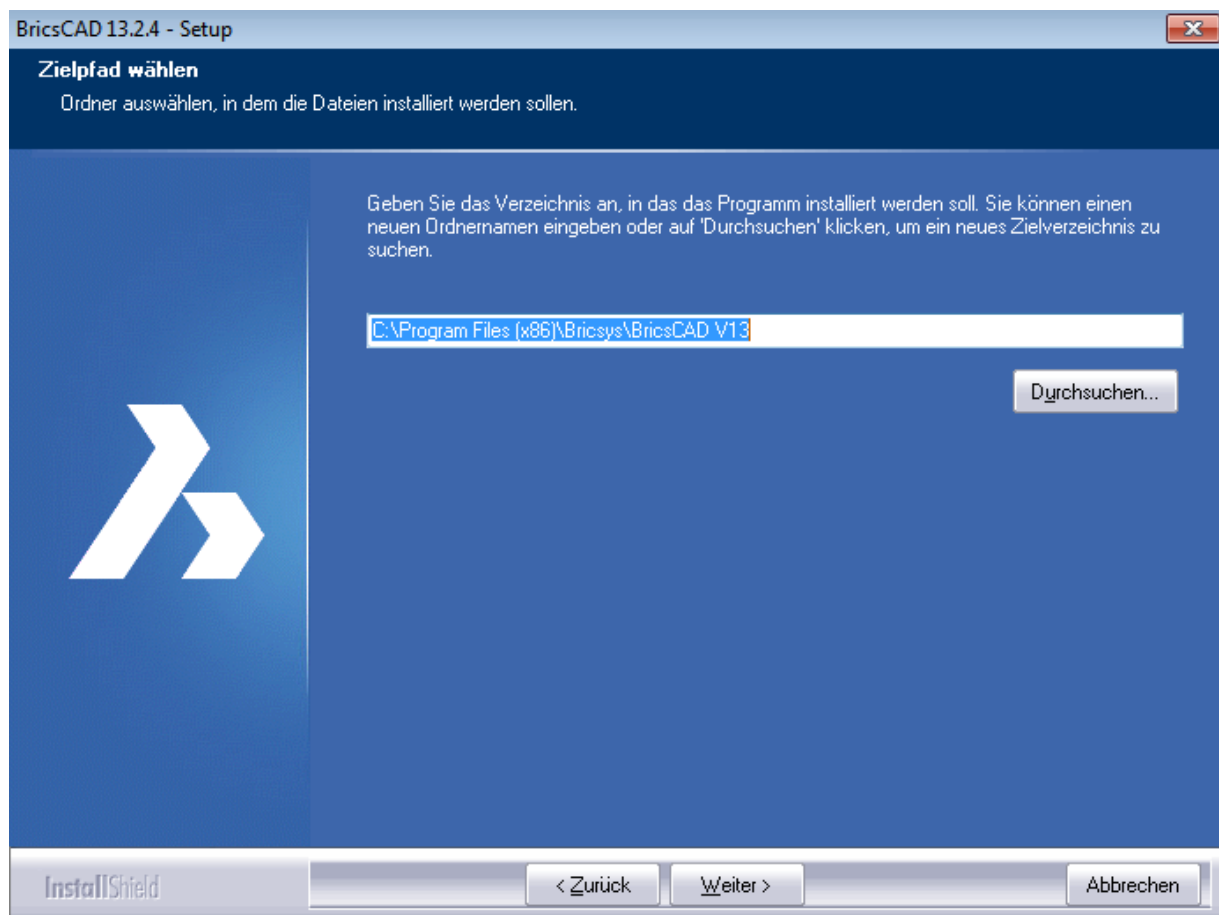 BricsCAD 13.2.4 - Setup
Zielpfad wählen
Ordner auswählen, in dem die Dateien installiert werden sollen.
Geben Sie das Verzeichnis an, in das das Programm installiert werden soll. Sie können einen
neuen Ordnernamen eingeben oder auf 'Durchsuchen' klicken, um ein neues Zielverzeichnis zu
suchen.
C:\Program Files (x86)\Bricsys\BricsCAD V13
Durchsuchen...
InstallShield
< Zurück
Weiter >
Abbrechen